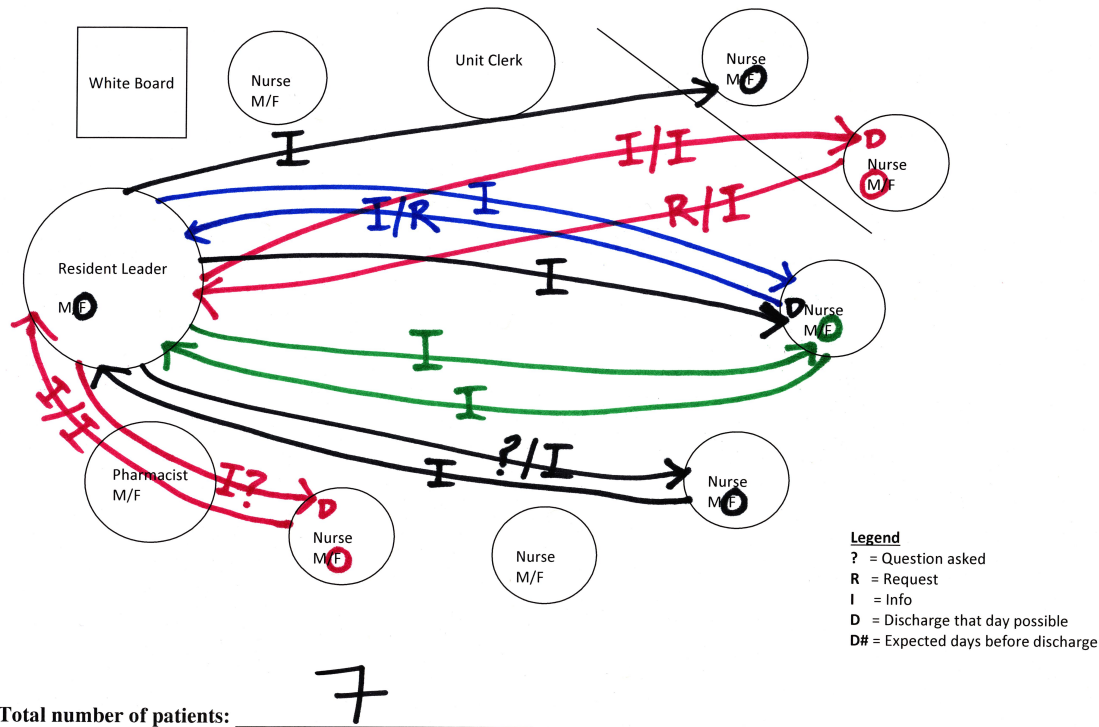 White Board
Nurse
M/F
Unit Clerk
Nurse
M/F
I
I/I
D
Nurse
M/F
R/I
I
I/R
Resident Leader
M/F
I
D
Nurse
M/F
I
I
I/I
?/I
I
Pharmacist
M/F
I?
D
Nurse
M/F
Nurse
M/F
Nurse
M/F
Legend
? = Question asked
R = Request
I = Info
D = Discharge that day possible
D# = Expected days before discharge
Total number of patients: 7